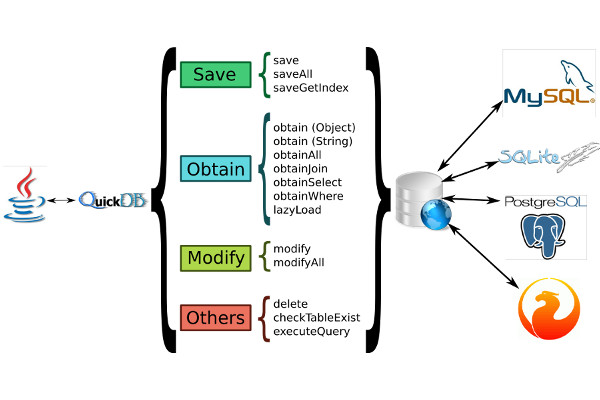 QuickDB
Save
save
saveAll
saveGetIndex
Obtain
obtain (Object)
obtain (String)
obtainAll
obtainJoin
obtainSelect
obtainWhere
lazyLoad
Modify
modify
modifyAll
Others
delete
checkTableExist
executeQuery
MySQL
SQLite
PostgreSQL